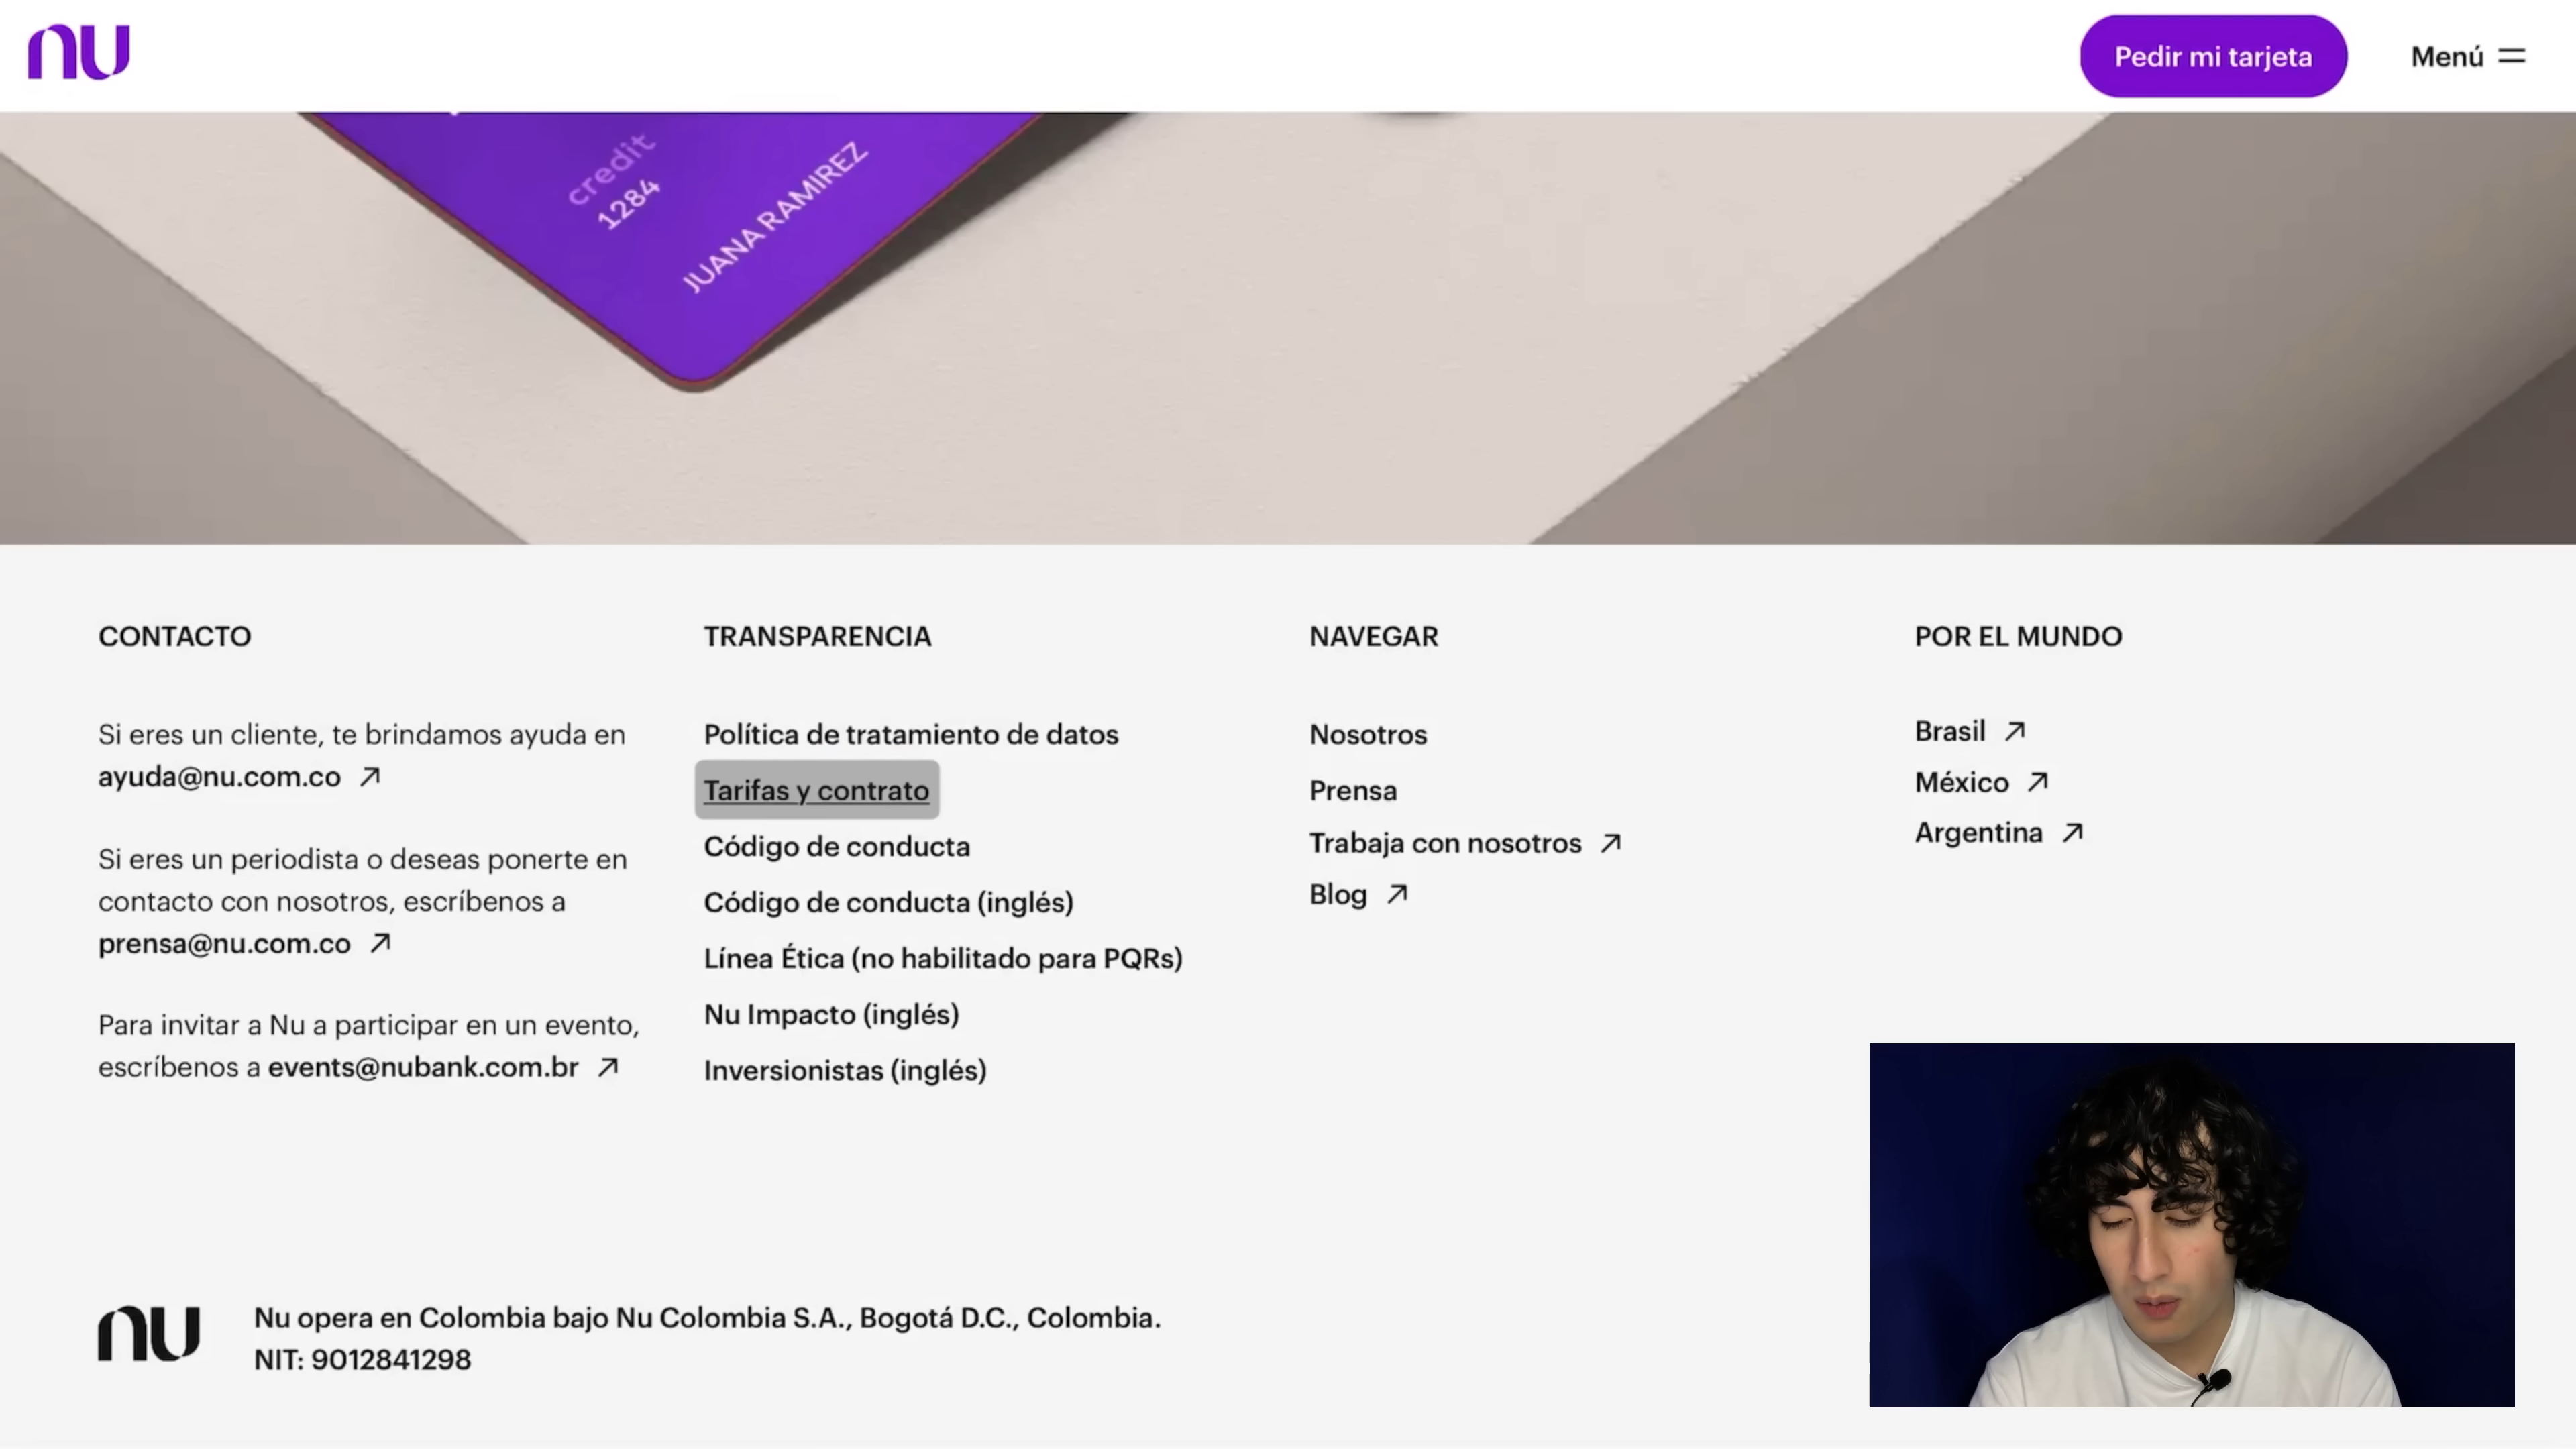 nu
Pedir mi tarjeta
Menú
credit
1284
JUANA RAMIREZ
CONTACTO
Si eres un cliente, te brindamos ayuda en
ayuda@nu.com.co ↗
Si eres un periodista o deseas ponerte en
contacto con nosotros, escríbenos a
prensa@nu.com.co ↗
Para invitar a Nu a participar en un evento,
escríbenos a events@nubank.com.br ↗
TRANSPARENCIA
Política de tratamiento de datos
Tarifas y contrato
Código de conducta
Código de conducta (inglés)
Línea Ética (no habilitado para PQRs)
Nu Impacto (inglés)
Inversionistas (inglés)
NAVEGAR
Nosotros
Prensa
Trabaja con nosotros ↗
Blog ↗
POR EL MUNDO
Brasil ↗
México ↗
Argentina ↗
nu
Nu opera en Colombia bajo Nu Colombia S.A., Bogotá D.C., Colombia.
NIT: 9012841298